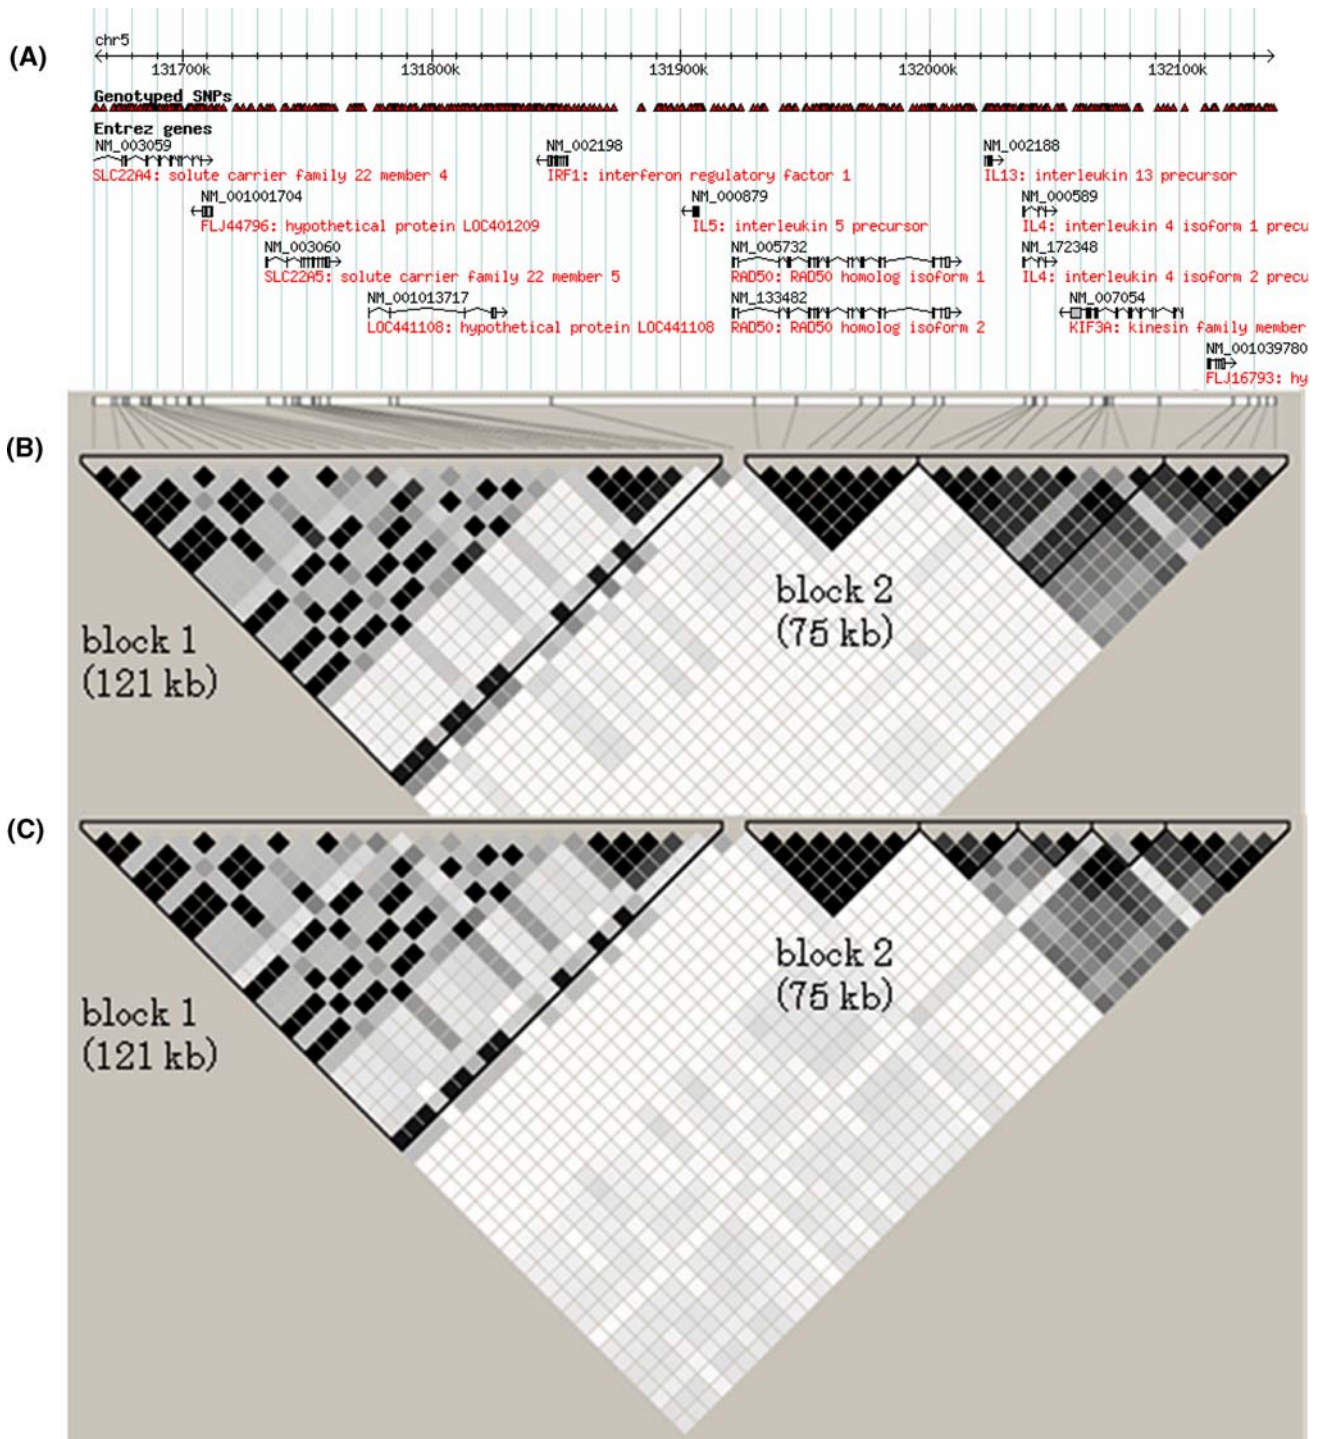 (A)
chr5
131700k 131800k 131900k 132000k 132100k
Genotyped SNPs
Entrez genes
NM_003059 NM_002198 NM_002188
SLC22A4: solute carrier family 22 member 4 IRF1: interferon regulatory factor 1 IL13: interleukin 13 precursor
NM_001001704 NM_000879 NM_000589
FLJ44796: hypothetical protein LOC401209 IL5: interleukin 5 precursor IL4: interleukin 4 isoform 1 precu
NM_003060 NM_005732 NM_172348
SLC22A5: solute carrier family 22 member 5 RAD50: RAD50 homolog isoform 1 IL4: interleukin 4 isoform 2 precu
NM_001013717 NM_133482 NM_007054
LOC441108: hypothetical protein LOC441108 RAD50: RAD50 homolog isoform 2 KIF3A: kinesin family member
NM_001039780
FLJ16793: hy
(B)
block 1
(121 kb)
block 2
(75 kb)
(C)
block 1
(121 kb)
block 2
(75 kb)